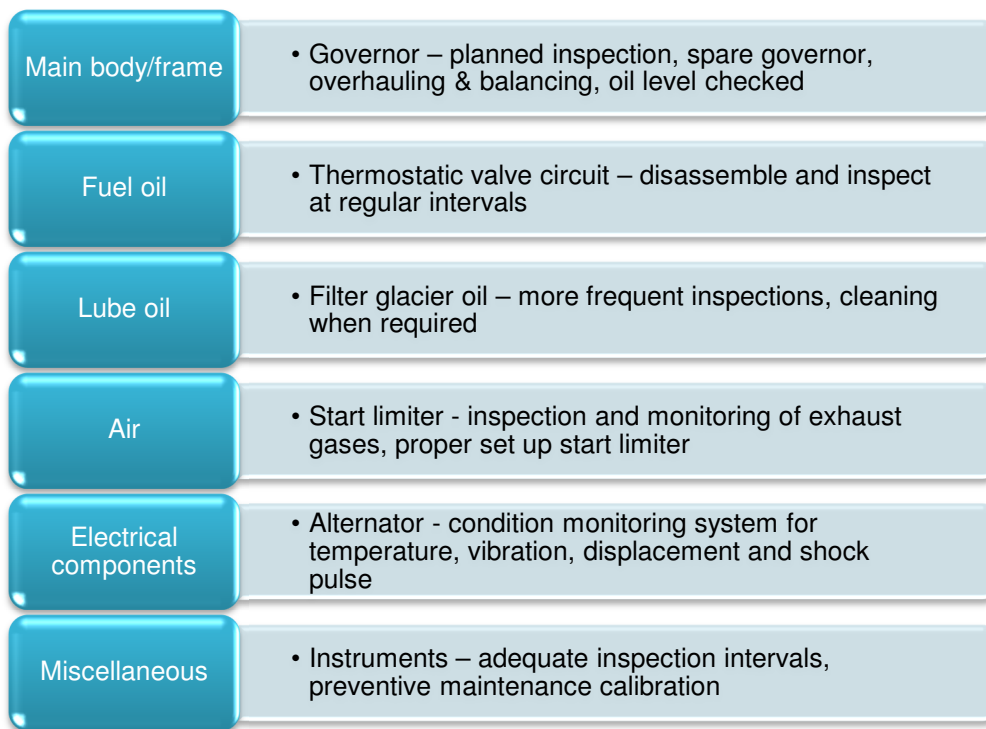 Main body/frame
• Governor – planned inspection, spare governor,
overhauling & balancing, oil level checked
Fuel oil
• Thermostatic valve circuit – disassemble and inspect
at regular intervals
Lube oil
• Filter glacier oil – more frequent inspections, cleaning
when required
Air
• Start limiter - inspection and monitoring of exhaust
gases, proper set up start limiter
Electrical
components
• Alternator - condition monitoring system for
temperature, vibration, displacement and shock
pulse
Miscellaneous
• Instruments – adequate inspection intervals,
preventive maintenance calibration